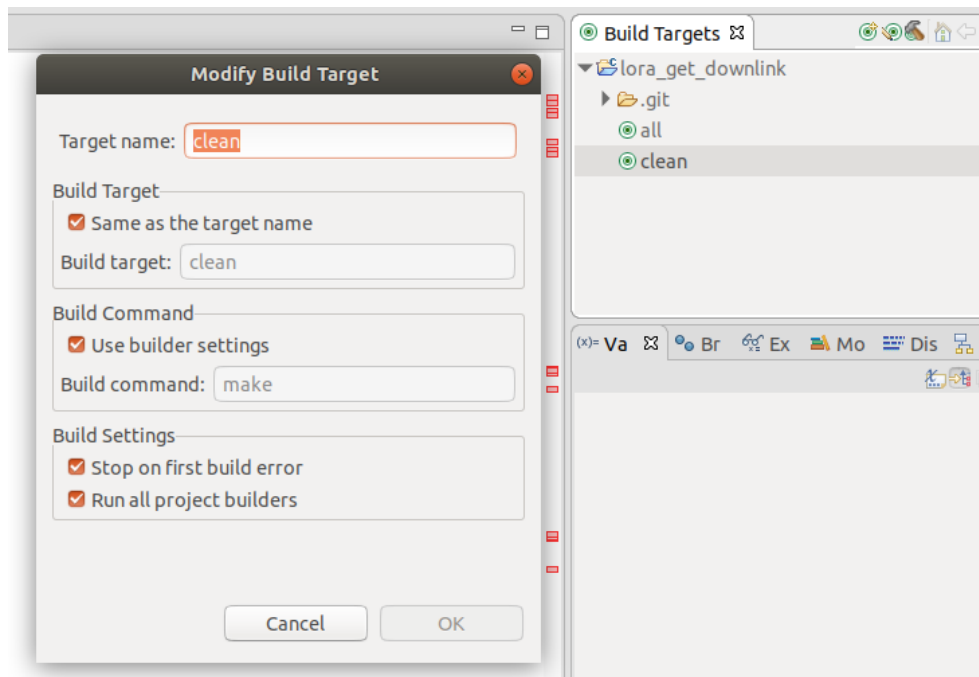 Modify Build Target
Target name: clean
Build Target
Same as the target name
Build target: clean
Build Command
Use builder settings
Build command: make
Build Settings
Stop on first build error
Run all project builders
Cancel OK
Build Targets
lora_get_downlink
.git
all
clean
(x)= Va Br Ex Mo Dis